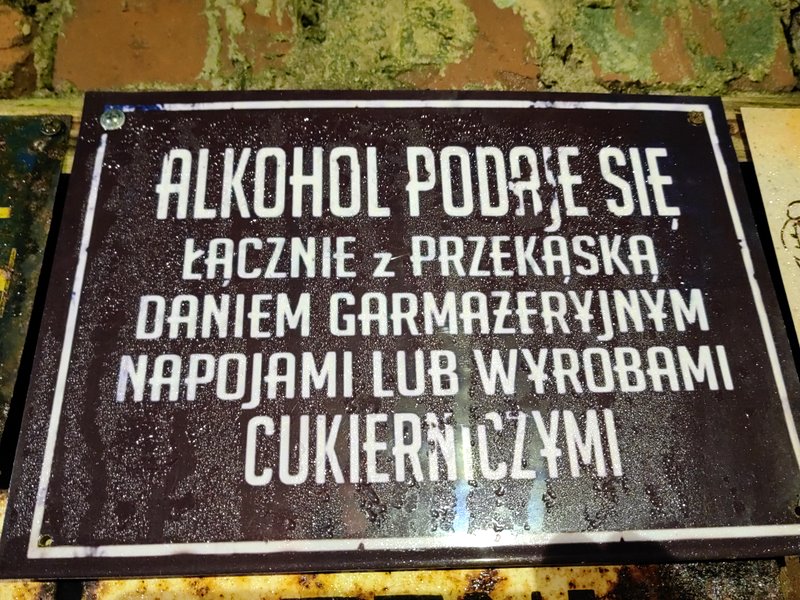 ALKOHOL PODAJE SIĘ
ŁĄCZNIE z PRZEKĄSKĄ
DANIEM GARMAŻERYJNYM
NAPOJAMI LUB WYROBAMI
CUKIERNICZYMI